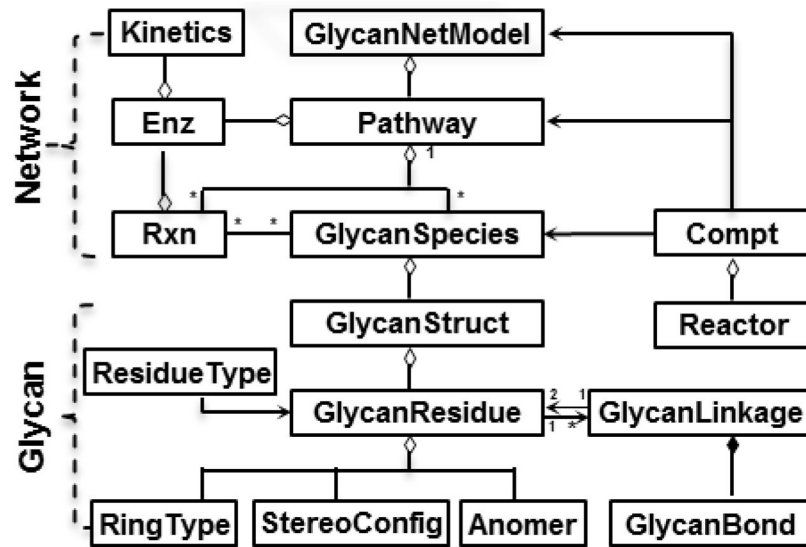 Kinetics
GlycanNetModel
Enz
Pathway
1
*
*
Rxn
*
*
GlycanSpecies
Compt
GlycanStruct
Reactor
ResidueType
GlycanResidue
2
1
1
*
GlycanLinkage
RingType
StereoConfig
Anomer
GlycanBond
Network
Glycan